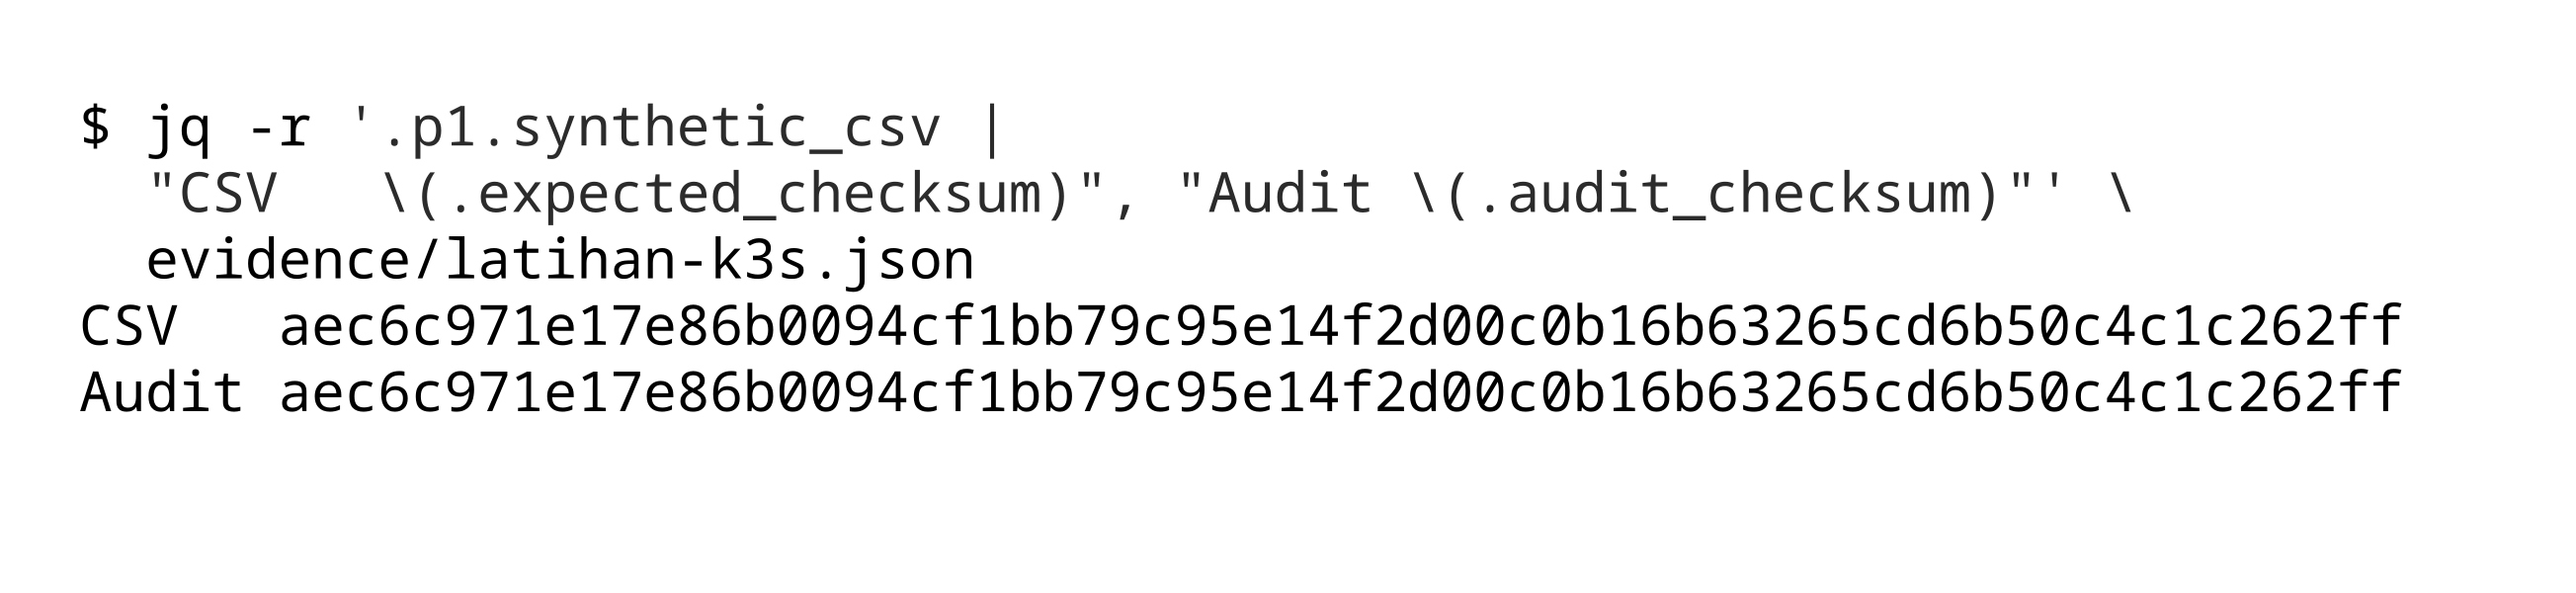 $ jq -r '.p1.synthetic_csv |
  "CSV   \(.expected_checksum)", "Audit \(.audit_checksum)"' \
  evidence/latihan-k3s.json
CSV   aec6c971e17e86b0094cf1bb79c95e14f2d00c0b16b63265cd6b50c4c1c262ff
Audit aec6c971e17e86b0094cf1bb79c95e14f2d00c0b16b63265cd6b50c4c1c262ff